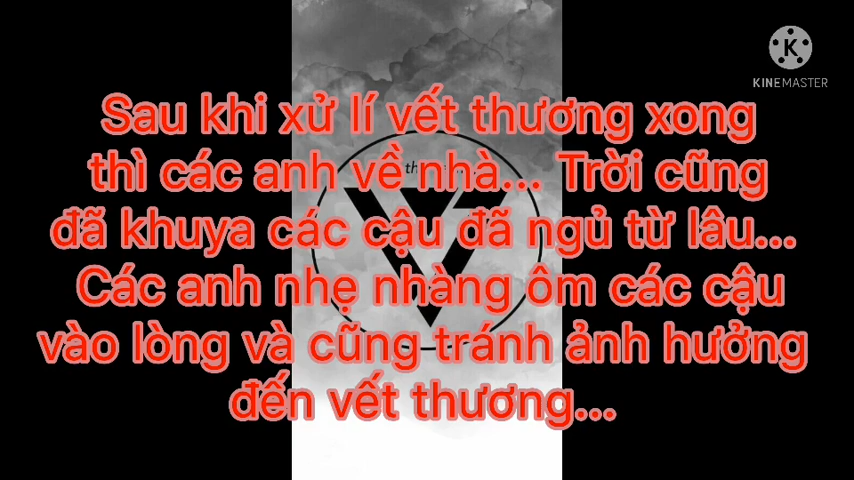 KINEMASTER
Sau khi xử lí vết thương xong
thì các anh về nhà... Trời cũng
đã khuya các cậu đã ngủ từ lâu...
Các anh nhẹ nhàng ôm các cậu
vào lòng và cũng tránh ảnh hưởng
đến vết thương...